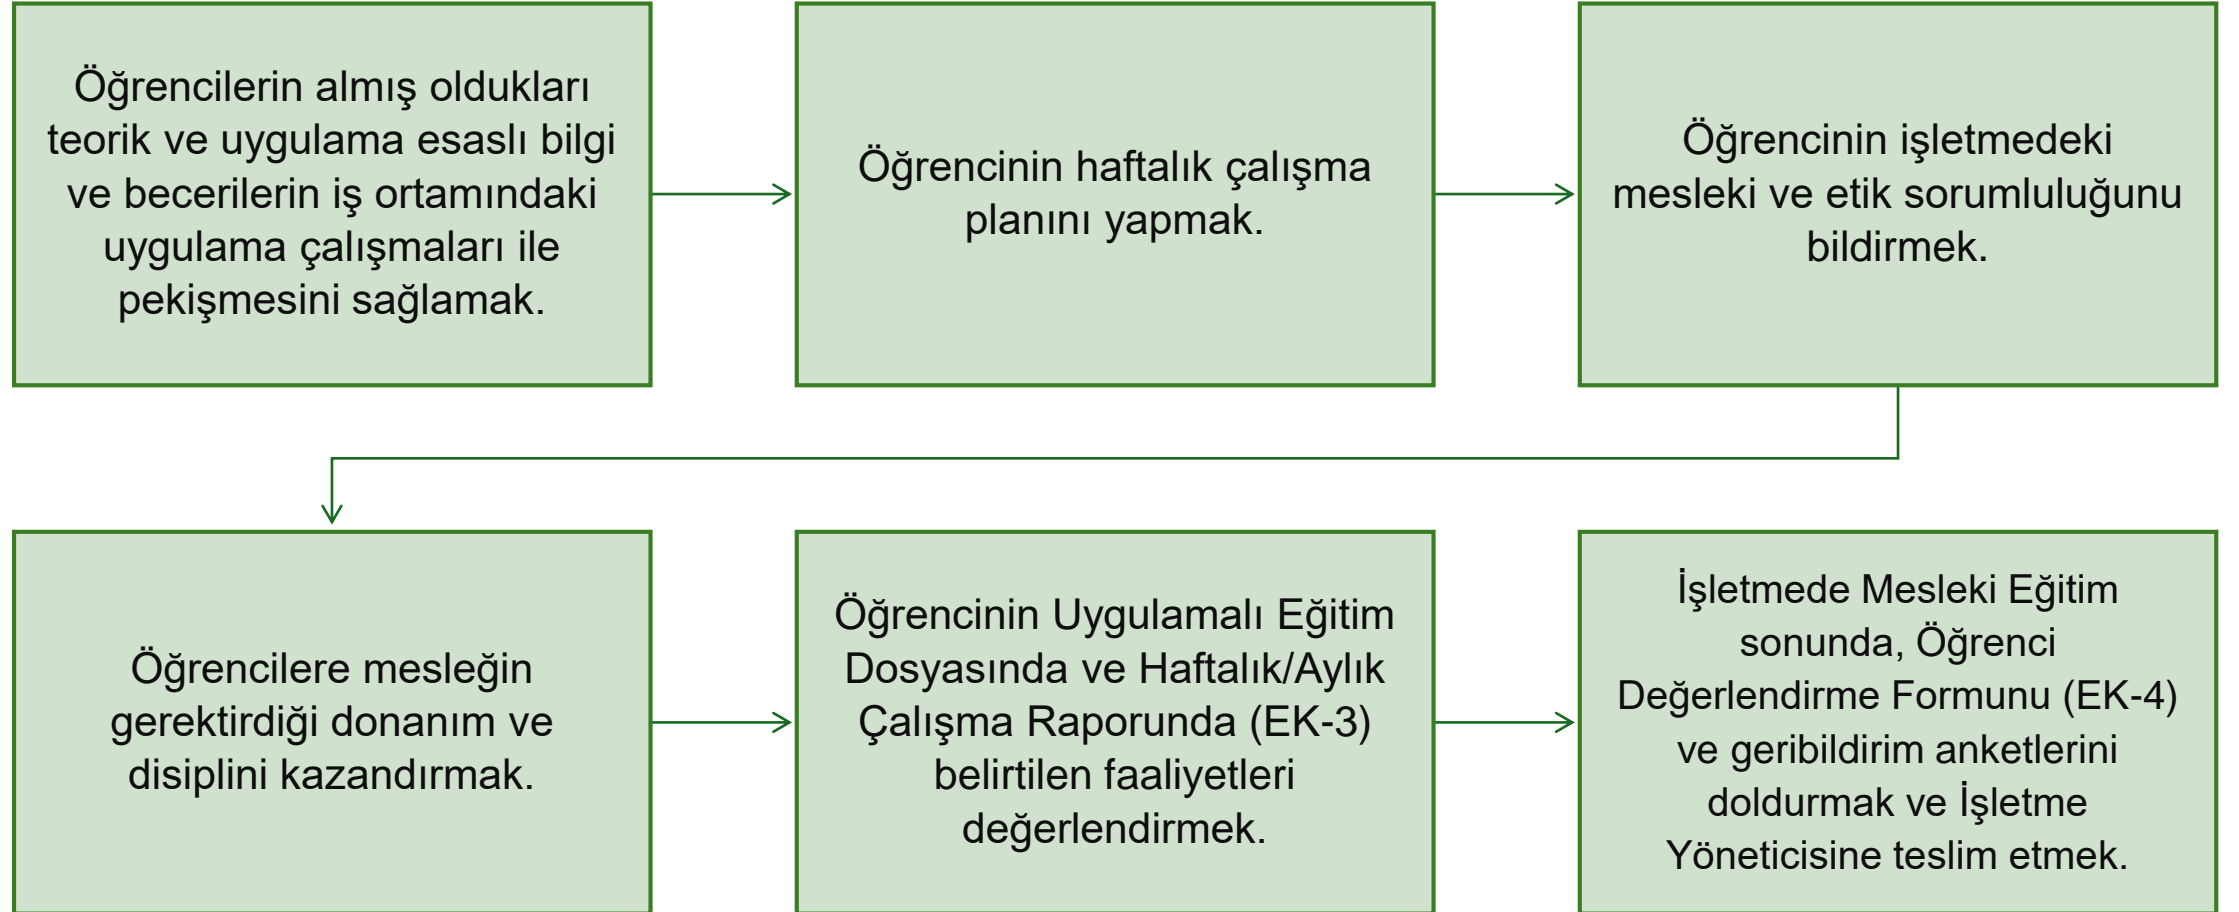 Öğrencilerin almış oldukları
teorik ve uygulama esaslı bilgi
ve becerilerin iş ortamındaki
uygulama çalışmaları ile
pekişmesini sağlamak.
Öğrencinin haftalık çalışma
planını yapmak.
Öğrencinin işletmedeki
mesleki ve etik sorumluluğunu
bildirmek.
Öğrencilere mesleğin
gerektirdiği donanım ve
disiplini kazandırmak.
Öğrencinin Uygulamalı Eğitim
Dosyasında ve Haftalık/Aylık
Çalışma Raporunda (EK-3)
belirtilen faaliyetleri
değerlendirmek.
İşletmede Mesleki Eğitim
sonunda, Öğrenci
Değerlendirme Formunu (EK-4)
ve geribildirim anketlerini
doldurmak ve İşletme
Yöneticisine teslim etmek.